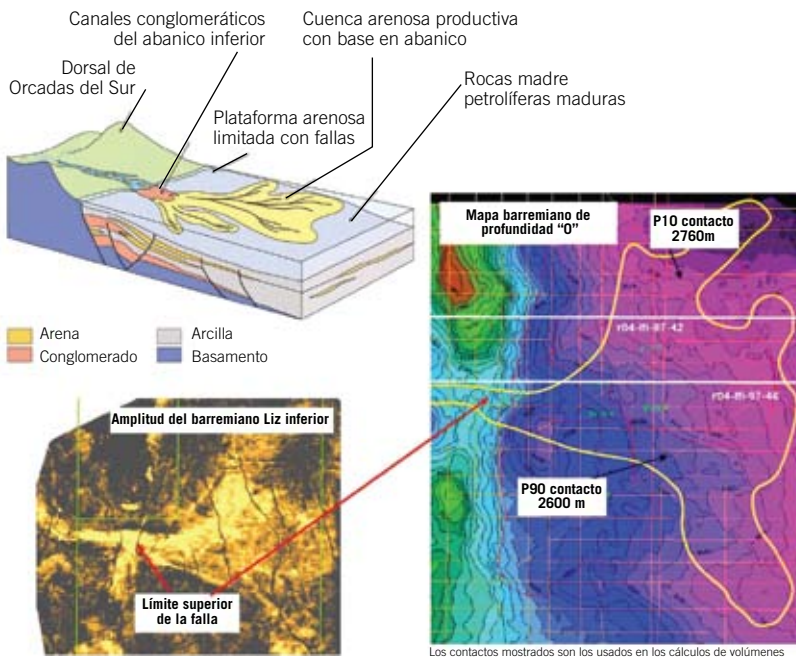 Canales conglomeráticos
del abanico inferior
Cuenca arenosa productiva
con base en abanico
Dorsal de
Orcadas del Sur
Rocas madre
petrolíferas maduras
Plataforma arenosa
limitada con fallas
Arena
Arcilla
Conglomerado
Basamento
Mapa barremiano de
profundidad "0"
P10 contacto
2760m
P90 contacto
2600 m
Amplitud del barremiano Liz inferior
Límite superior
de la falla
Los contactos mostrados son los usados en los cálculos de volúmenes